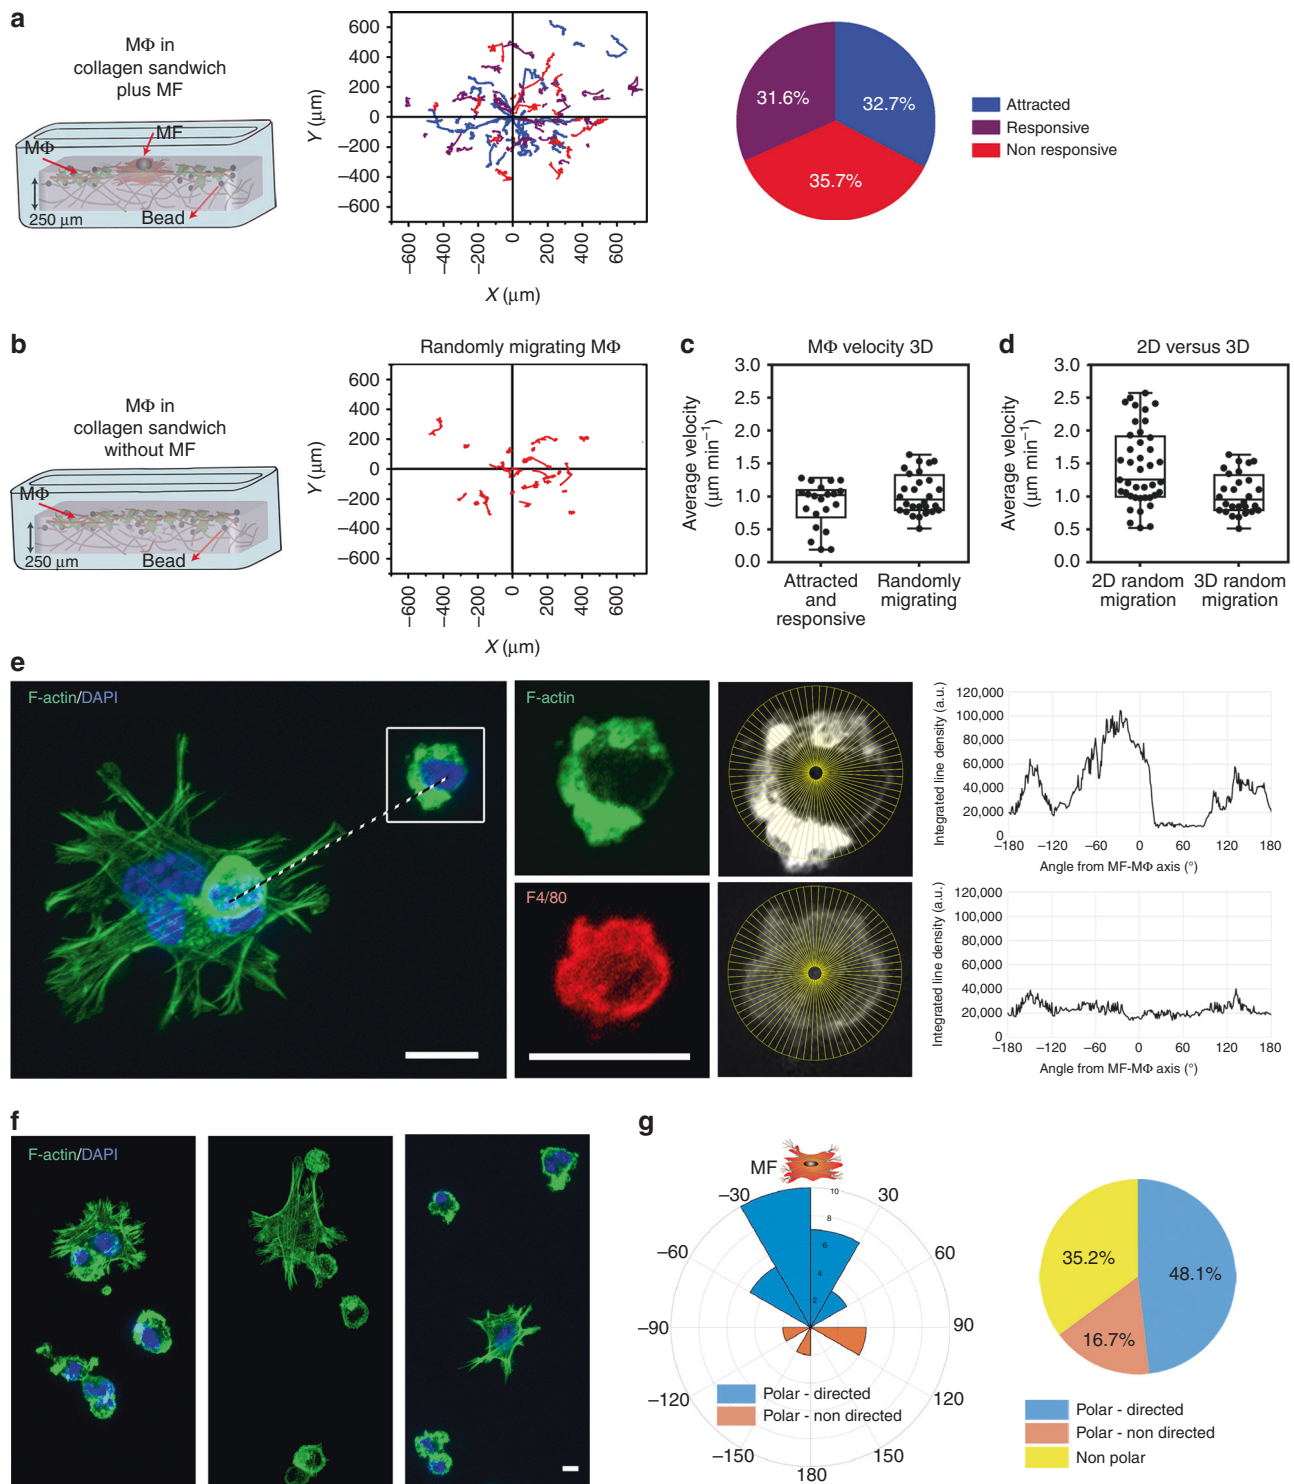 a
MΦ in
collagen sandwich
plus MF
MF
MΦ
250 µm
Bead
Y (µm)
600
400
200
0
−200
−400
−600
−600
−400
−200
0
200
400
600
X (µm)
31.6%
32.7%
35.7%
Attracted
Responsive
Non responsive
b
MΦ in
collagen sandwich
without MF
MΦ
250 µm
Bead
Randomly migrating MΦ
Y (µm)
600
400
200
0
−200
−400
−600
−600
−400
−200
0
200
400
600
X (µm)
c
MΦ velocity 3D
Average velocity
(µm min−1)
3.0
2.5
2.0
1.5
1.0
0.5
0.0
Attracted
and
responsive
Randomly
migrating
d
2D versus 3D
Average velocity
(µm min−1)
3.0
2.5
2.0
1.5
1.0
0.5
0.0
2D random
migration
3D random
migration
e
F-actin/DAPI
F-actin
F4/80
Integrated line density (a.u.)
120,000
100,000
80,000
60,000
40,000
20,000
0
−180 −120 −60 0 60 120 180
Angle from MF-MΦ axis (°)
Integrated line density (a.u.)
120,000
100,000
80,000
60,000
40,000
20,000
0
−180 −120 −60 0 60 120 180
Angle from MF-MΦ axis (°)
f
F-actin/DAPI
g
MF
−30
30
−60
60
−90
90
−120
120
−150
150
180
10
8
6
4
2
Polar - directed
Polar - non directed
35.2%
48.1%
16.7%
Polar - directed
Polar - non directed
Non polar